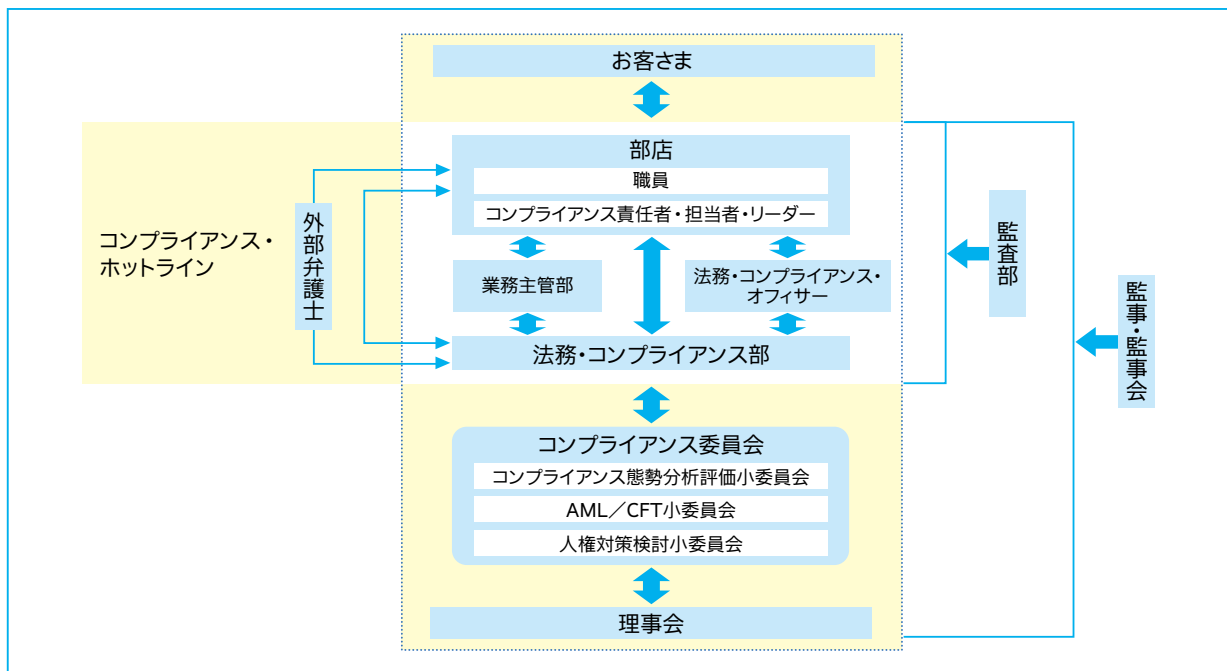 お客さま
部店
職員
コンプライアンス責任者・担当者・リーダー
コンプライアンス・
ホットライン
外部弁護士
業務主管部
法務・コンプライアンス・
オフィサー
法務・コンプライアンス部
監査部
監事・監事会
コンプライアンス委員会
コンプライアンス態勢分析評価小委員会
AML／CFT小委員会
人権対策検討小委員会
理事会